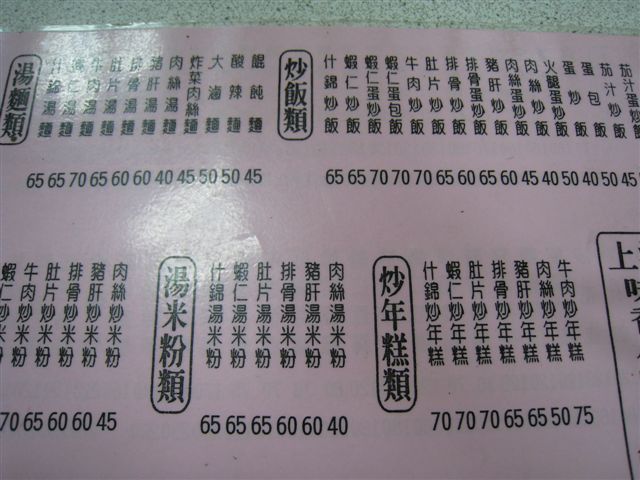 湯麵類
什錦湯麵
蝦仁湯麵
牛肉湯麵
肚片湯麵
排骨湯麵
豬肝湯麵
肉絲湯麵
炸菜肉絲麵
大滷麵
酸辣麵
餛飩麵
65 65 70 65 60 60 40 45 50 50 45
炒飯類
什錦炒飯
蝦仁炒飯
蝦仁蛋炒飯
蝦仁蛋包飯
牛肉炒飯
肚片炒飯
排骨炒飯
排骨蛋炒飯
豬肝炒飯
肉絲蛋炒飯
肉絲炒飯
火腿蛋炒飯
蛋炒飯
蛋包飯
茄汁炒飯
茄汁
65 65 70 70 70 65 60 65 60 45 40 50 40 50 45
蝦仁炒米粉
牛肉炒米粉
肚片炒米粉
排骨炒米粉
豬肝炒米粉
肉絲炒米粉
70 65 60 60 45
湯米粉類
什錦湯米粉
蝦仁湯米粉
肚片湯米粉
排骨湯米粉
豬肝湯米粉
肉絲湯米粉
65 65 65 60 60 40
炒年糕類
什錦炒年糕
蝦仁炒年糕
肚片炒年糕
排骨炒年糕
豬肝炒年糕
肉絲炒年糕
牛肉炒年糕
70 70 70 65 65 50 75
上